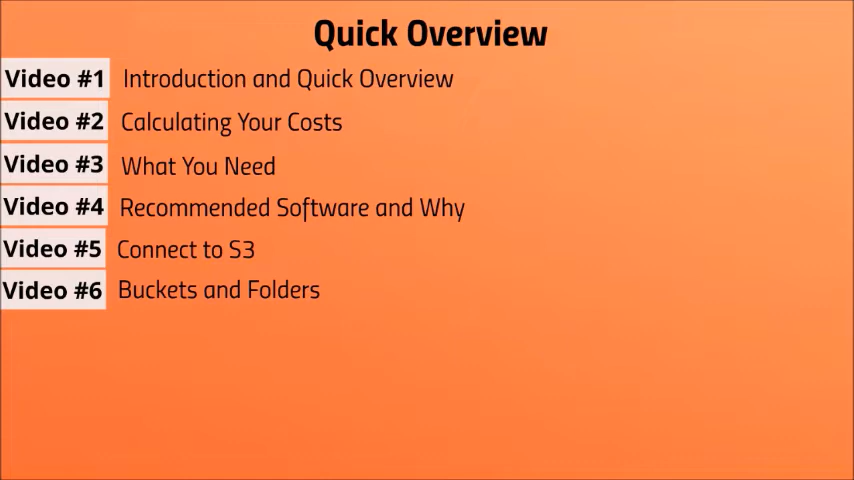 Quick Overview
Video #1 Introduction and Quick Overview
Video #2 Calculating Your Costs
Video #3 What You Need
Video #4 Recommended Software and Why
Video #5 Connect to S3
Video #6 Buckets and Folders